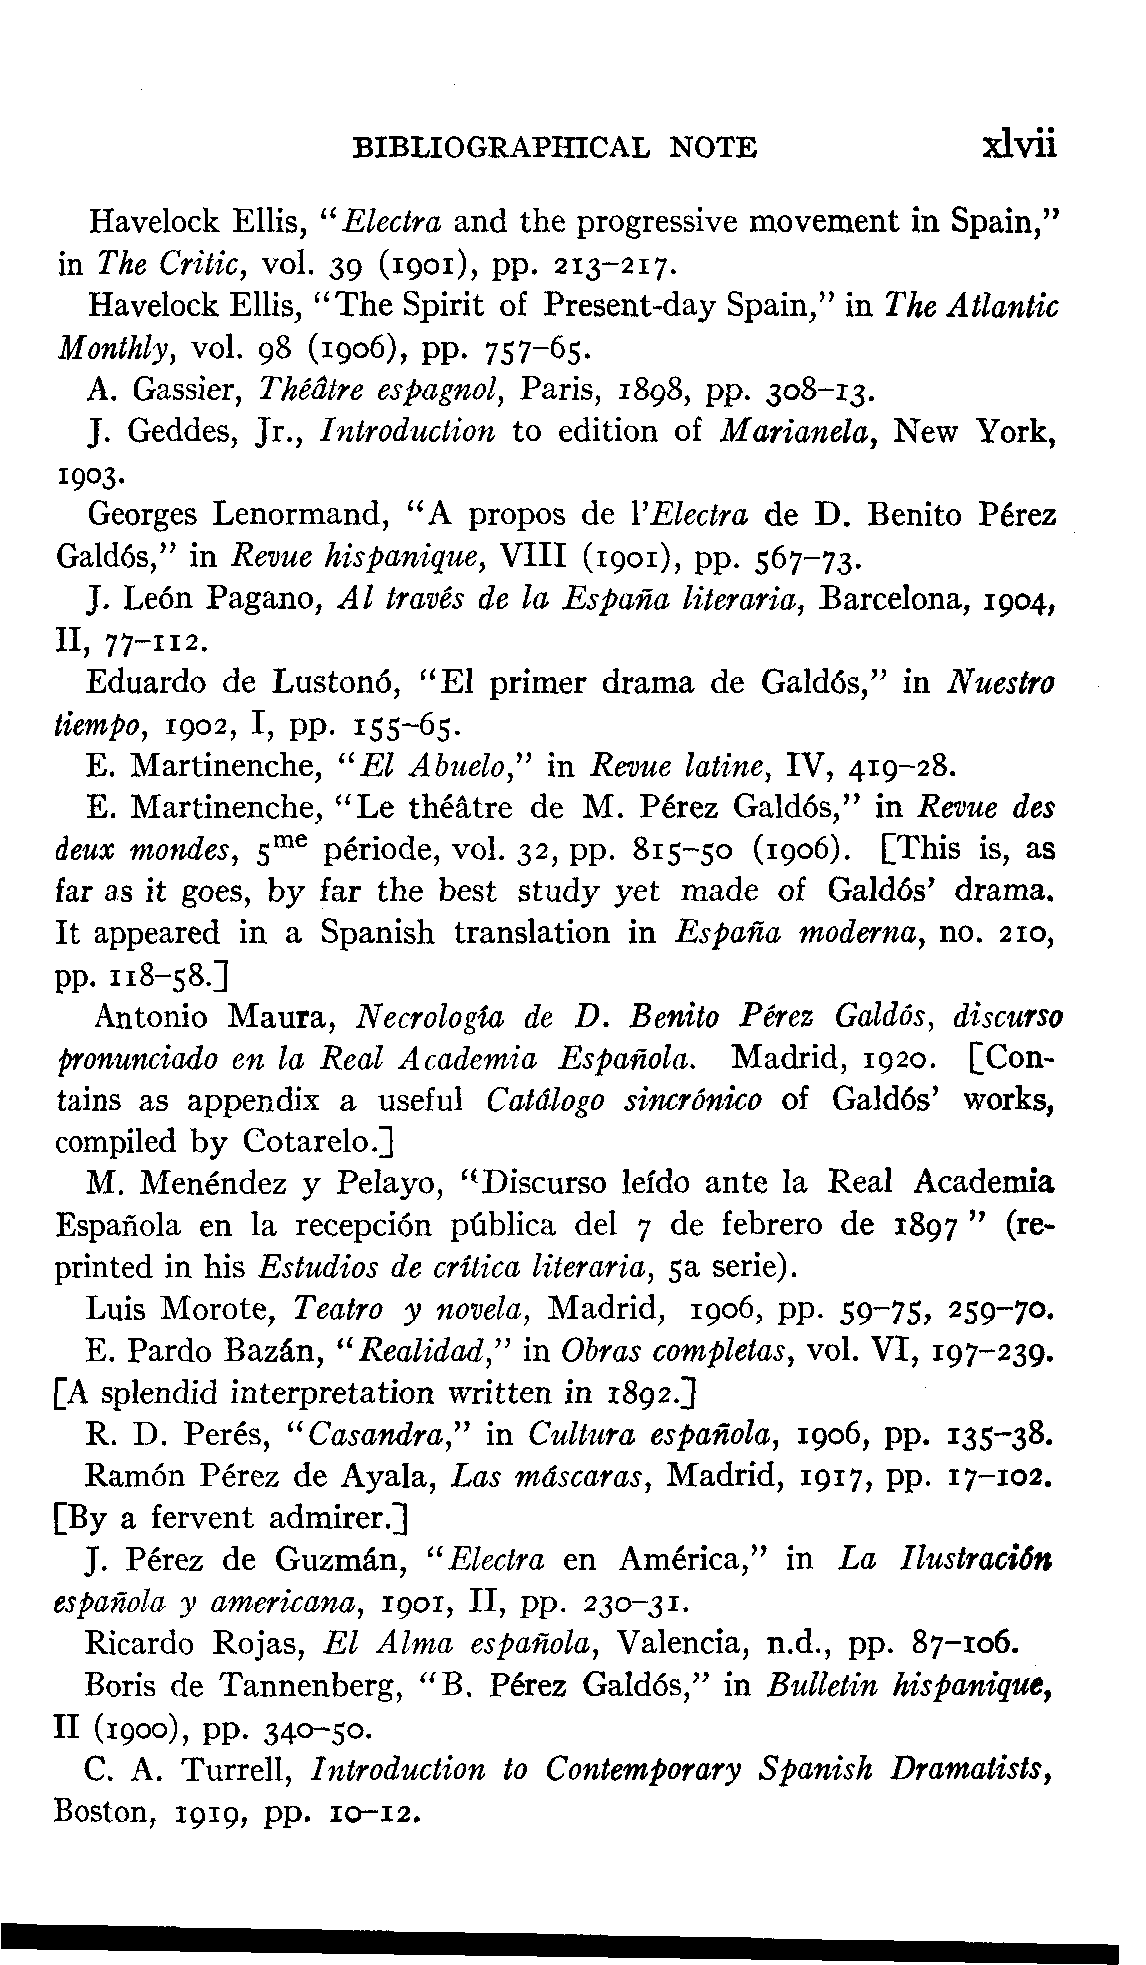 BIBLIOGRAPHICAL NOTE xlvii
Havelock Ellis, “Electra and the progressive movement in Spain,”
in The Critic, vol. 39 (1901), pp. 213–217.
Havelock Ellis, “The Spirit of Present-day Spain,” in The Atlantic
Monthly, vol. 98 (1906), pp. 757–65.
A. Gassier, Théâtre espagnol, Paris, 1898, pp. 308–13.
J. Geddes, Jr., Introduction to edition of Marianela, New York,
1903.
Georges Lenormand, “A propos de l'Electra de D. Benito Pérez
Galdós,” in Revue hispanique, VIII (1901), pp. 567–73.
J. León Pagano, Al través de la España literaria, Barcelona, 1904,
II, 77–112.
Eduardo de Lustonó, “El primer drama de Galdós,” in Nuestro
tiempo, 1902, I, pp. 155–65.
E. Martinenche, “El Abuelo,” in Revue latine, IV, 419–28.
E. Martinenche, “Le théâtre de M. Pérez Galdós,” in Revue des
deux mondes, 5me période, vol. 32, pp. 815–50 (1906). [This is, as
far as it goes, by far the best study yet made of Galdós' drama.
It appeared in a Spanish translation in España moderna, no. 210,
pp. 118–58.]
Antonio Maura, Necrología de D. Benito Pérez Galdós, discurso
pronunciado en la Real Academia Española. Madrid, 1920. [Con-
tains as appendix a useful Catálogo sincrónico of Galdós' works,
compiled by Cotarelo.]
M. Menéndez y Pelayo, “Discurso leído ante la Real Academia
Española en la recepción pública del 7 de febrero de 1897” (re-
printed in his Estudios de crítica literaria, 5a serie).
Luis Morote, Teatro y novela, Madrid, 1906, pp. 59–75, 259–70.
E. Pardo Bazán, “Realidad,” in Obras completas, vol. VI, 197–239.
[A splendid interpretation written in 1892.]
R. D. Perés, “Casandra,” in Cultura española, 1906, pp. 135–38.
Ramón Pérez de Ayala, Las máscaras, Madrid, 1917, pp. 17–102.
[By a fervent admirer.]
J. Pérez de Guzmán, “Electra en América,” in La Ilustración
española y americana, 1901, II, pp. 230–31.
Ricardo Rojas, El Alma española, Valencia, n.d., pp. 87–106.
Boris de Tannenberg, “B. Pérez Galdós,” in Bulletin hispanique,
II (1900), pp. 340–50.
C. A. Turrell, Introduction to Contemporary Spanish Dramatists,
Boston, 1919, pp. 10–12.